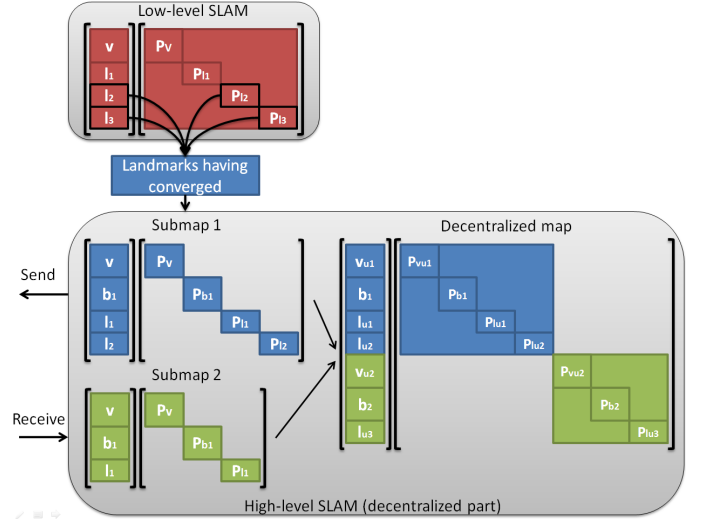 Low-level SLAM
v Pv
l1 Pl1
l2 Pl2
l3 Pl3
Landmarks having
converged
Submap 1
Decentralized map
Send
v Pv
b1 Pb1
l1 Pl1
l2 Pl2
vu1 Pvu1
b1 Pb1
lu1 Plu1
lu2 Plu2
vu2 Pvu2
b2 Pb2
lu3 Plu3
Submap 2
Receive
v Pv
b1 Pb1
l1 Pl1
High-level SLAM (decentralized part)